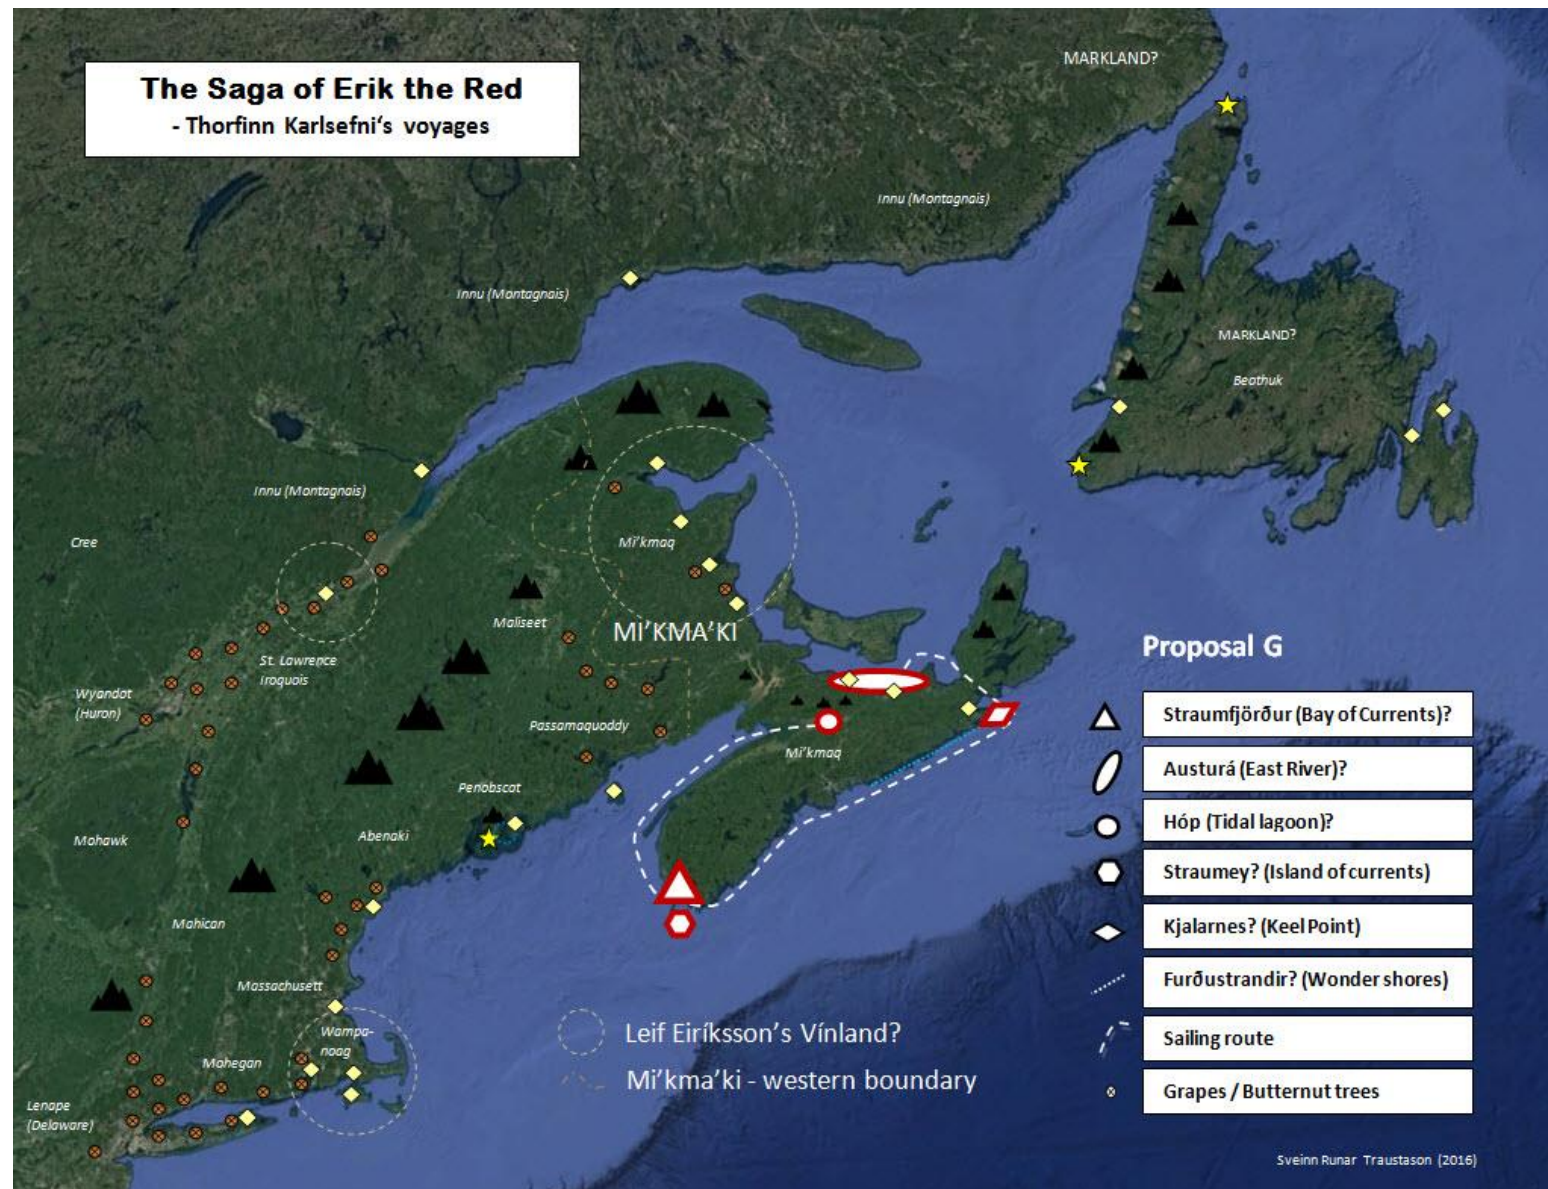 The Saga of Erik the Red
- Thorfinn Karlsefni's voyages
MARKLAND?
Innu (Montagnais)
Innu (Montagnais)
MARKLAND?
Beothuk
Innu (Montagnais)
Cree
Mi'kmaq
Maliseet
MI'KMA'KI
St. Lawrence
Iroquois
Wyandot
(Huron)
Passamaquoddy
Mi'kmaq
Penobscot
Abenaki
Mohawk
Mahican
Massachusett
Wampa-
noag
Mohegan
Lenape
(Delaware)
Leif Eiríksson's Vínland?
Mi'kma'ki - western boundary
Proposal G
Straumfjörður (Bay of Currents)?
Austurá (East River)?
Hóp (Tidal lagoon)?
Straumey? (Island of currents)
Kjalarnes? (Keel Point)
Furðustrandir? (Wonder shores)
Sailing route
Grapes / Butternut trees
Sveinn Runar Traustason (2016)